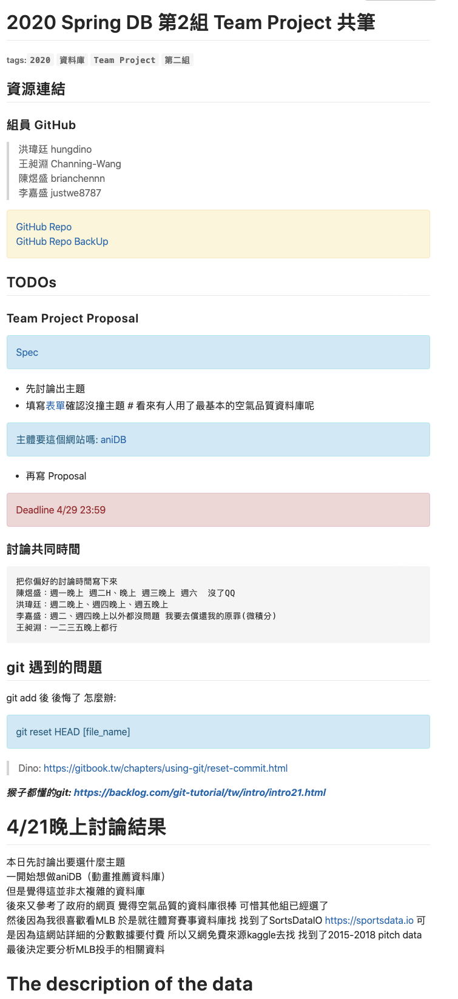 2020 Spring DB 第2組 Team Project 共筆
tags: 2020 資料庫 Team Project 第二組
資源連結
組員 GitHub
洪瑋廷 hungdino
王昶淵 Channing-Wang
陳煜盛 brianchennn
李嘉盛 justwe8787
GitHub Repo
GitHub Repo BackUp
TODOs
Team Project Proposal
Spec
• 先討論出主題
• 填寫表單確認沒撞主題 # 看來有人用了最基本的空氣品質資料庫呢
主體要這個網站嗎: aniDB
• 再寫 Proposal
Deadline 4/29 23:59
討論共同時間
把你偏好的討論時間寫下來
陳煜盛：週一晚上 週二H、晚上 週三晚上 週六  沒了QQ
洪瑋廷：週二晚上、週四晚上、週五晚上
李嘉盛：週二、週四晚上以外都沒問題 我要去償還我的原罪(微積分)
王昶淵：一二三五晚上都行
git 遇到的問題
git add 後 後悔了 怎麼辦:
git reset HEAD [file_name]
Dino: https://gitbook.tw/chapters/using-git/reset-commit.html
猴子都懂的git: https://backlog.com/git-tutorial/tw/intro/intro21.html
4/21晚上討論結果
本日先討論出要選什麼主題
一開始想做aniDB（動畫推薦資料庫）
但是覺得這並非太複雜的資料庫
後來又參考了政府的網頁 覺得空氣品質的資料庫很棒 可惜其他組已經選了
然後因為我很喜歡看MLB 於是就往體育賽事資料庫找 找到了SortsDataIO https://sportsdata.io 可
是因為這網站詳細的分數數據要付費 所以又網免費來源kaggle去找 找到了2015-2018 pitch data
最後決定要分析MLB投手的相關資料
The description of the data